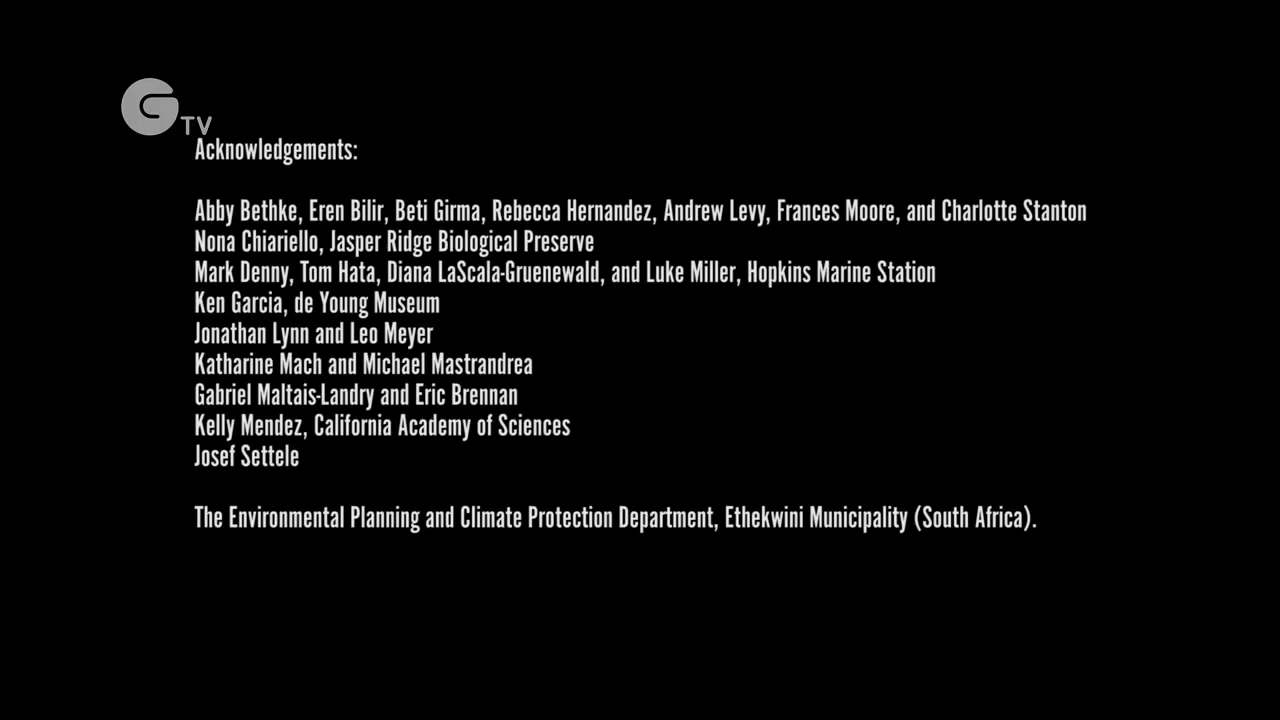 G TV
Acknowledgements:
Abby Bethke, Eren Bilir, Beti Girma, Rebecca Hernandez, Andrew Levy, Frances Moore, and Charlotte Stanton
Nona Chiariello, Jasper Ridge Biological Preserve
Mark Denny, Tom Hata, Diana LaScala-Gruenewald, and Luke Miller, Hopkins Marine Station
Ken Garcia, de Young Museum
Jonathan Lynn and Leo Meyer
Katharine Mach and Michael Mastrandrea
Gabriel Maltais-Landry and Eric Brennan
Kelly Mendez, California Academy of Sciences
Josef Settele
The Environmental Planning and Climate Protection Department, Ethekwini Municipality (South Africa).